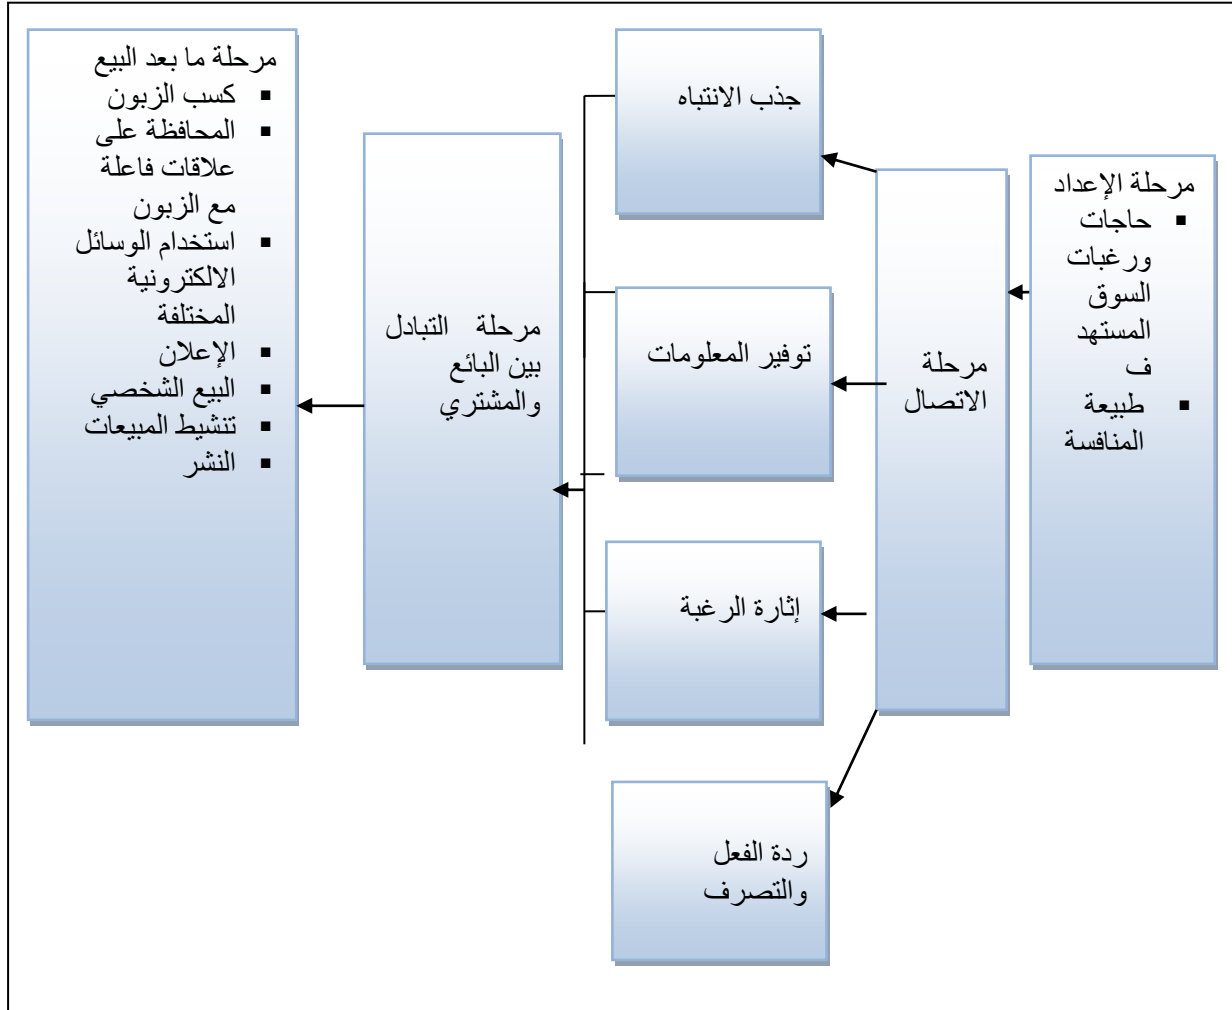 مرحلة الإعداد
▪ حاجات
ورغبات
السوق
المستهد
ف
▪ طبيعة
المنافسة
مرحلة
الاتصال
جذب الانتباه
توفير المعلومات
إثارة الرغبة
ردة الفعل
والتصرف
مرحلة التبادل
بين البائع
والمشتري
مرحلة ما بعد البيع
▪ كسب الزبون
▪ المحافظة على
علاقات فاعلة
مع الزبون
▪ استخدام الوسائل
الالكترونية
المختلفة
▪ الإعلان
▪ البيع الشخصي
▪ تنشيط المبيعات
▪ النشر